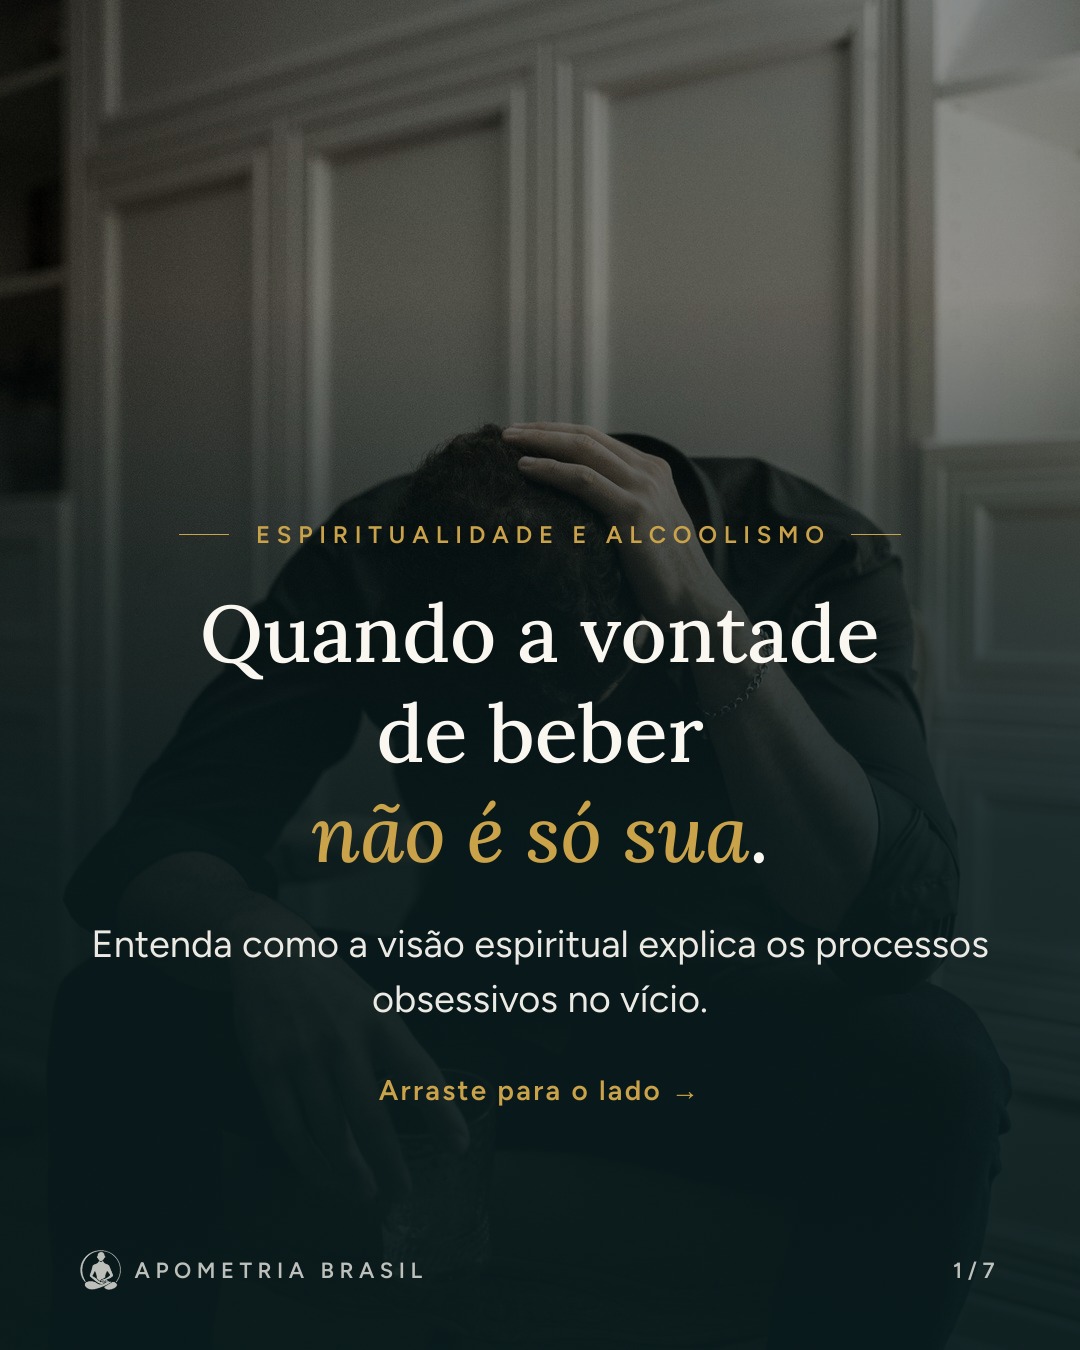 ESPIRITUALIDADE E ALCOOLISMO
Quando a vontade
de beber
não é só sua.
Entenda como a visão espiritual explica os processos
obsessivos no vício.
Arraste para o lado →
APOMETRIA BRASIL
1/7